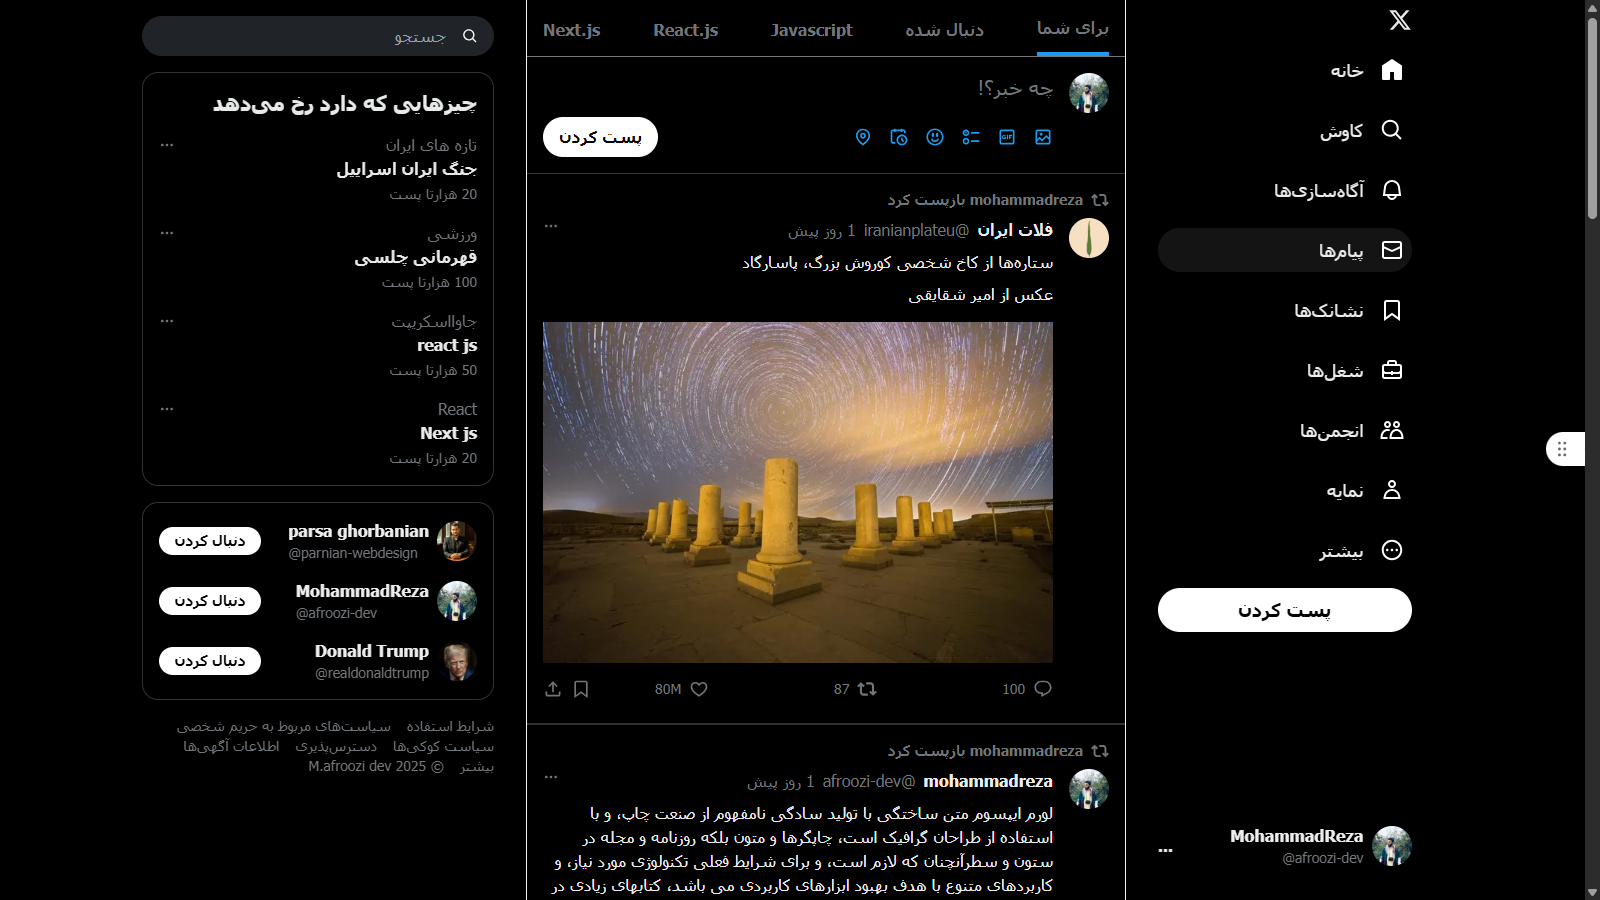 خانه
کاوش
آگاه‌سازی‌ها
پیام‌ها
نشانک‌ها
شغل‌ها
انجمن‌ها
نمایه
بیشتر
پست کردن
MohammadReza
@afroozi-dev
برای شما
دنبال شده
Javascript
React.js
Next.js
چه خبر؟!
GIF
پست کردن
mohammadreza بازپست کرد
فلات ایران @iranianplateu 1 روز پیش
ستاره‌ها از کاخ شخصی کوروش بزرگ، پاسارگاد
عکس از امیر شقایقی
100
87
80M
mohammadreza بازپست کرد
mohammadreza @afroozi-dev 1 روز پیش
لورم ایپسوم متن ساختگی با تولید سادگی نامفهوم از صنعت چاپ، و با
استفاده از طراحان گرافیک است، چاپگرها و متون بلکه روزنامه و مجله در
ستون و سطرآنچنان که لازم است، و برای شرایط فعلی تکنولوژی مورد نیاز، و
کاربردهای متنوع با هدف بهبود ابزارهای کاربردی می باشد، کتابهای زیادی در
جستجو
چیزهایی که دارد رخ می‌دهد
تازه های ایران
جنگ ایران اسراییل
20 هزارتا پست
ورزشی
قهرمانی چلسی
100 هزارتا پست
جاوااسکریپت
react js
50 هزارتا پست
React
Next js
20 هزارتا پست
parsa ghorbanian
@parnian-webdesign
دنبال کردن
MohammadReza
@afroozi-dev
دنبال کردن
Donald Trump
@realdonaldtrump
دنبال کردن
شرایط استفاده سیاست‌های مربوط به حریم شخصی
سیاست کوکی‌ها دسترس‌پذیری اطلاعات آگهی‌ها
بیشتر © M.afroozi dev 2025